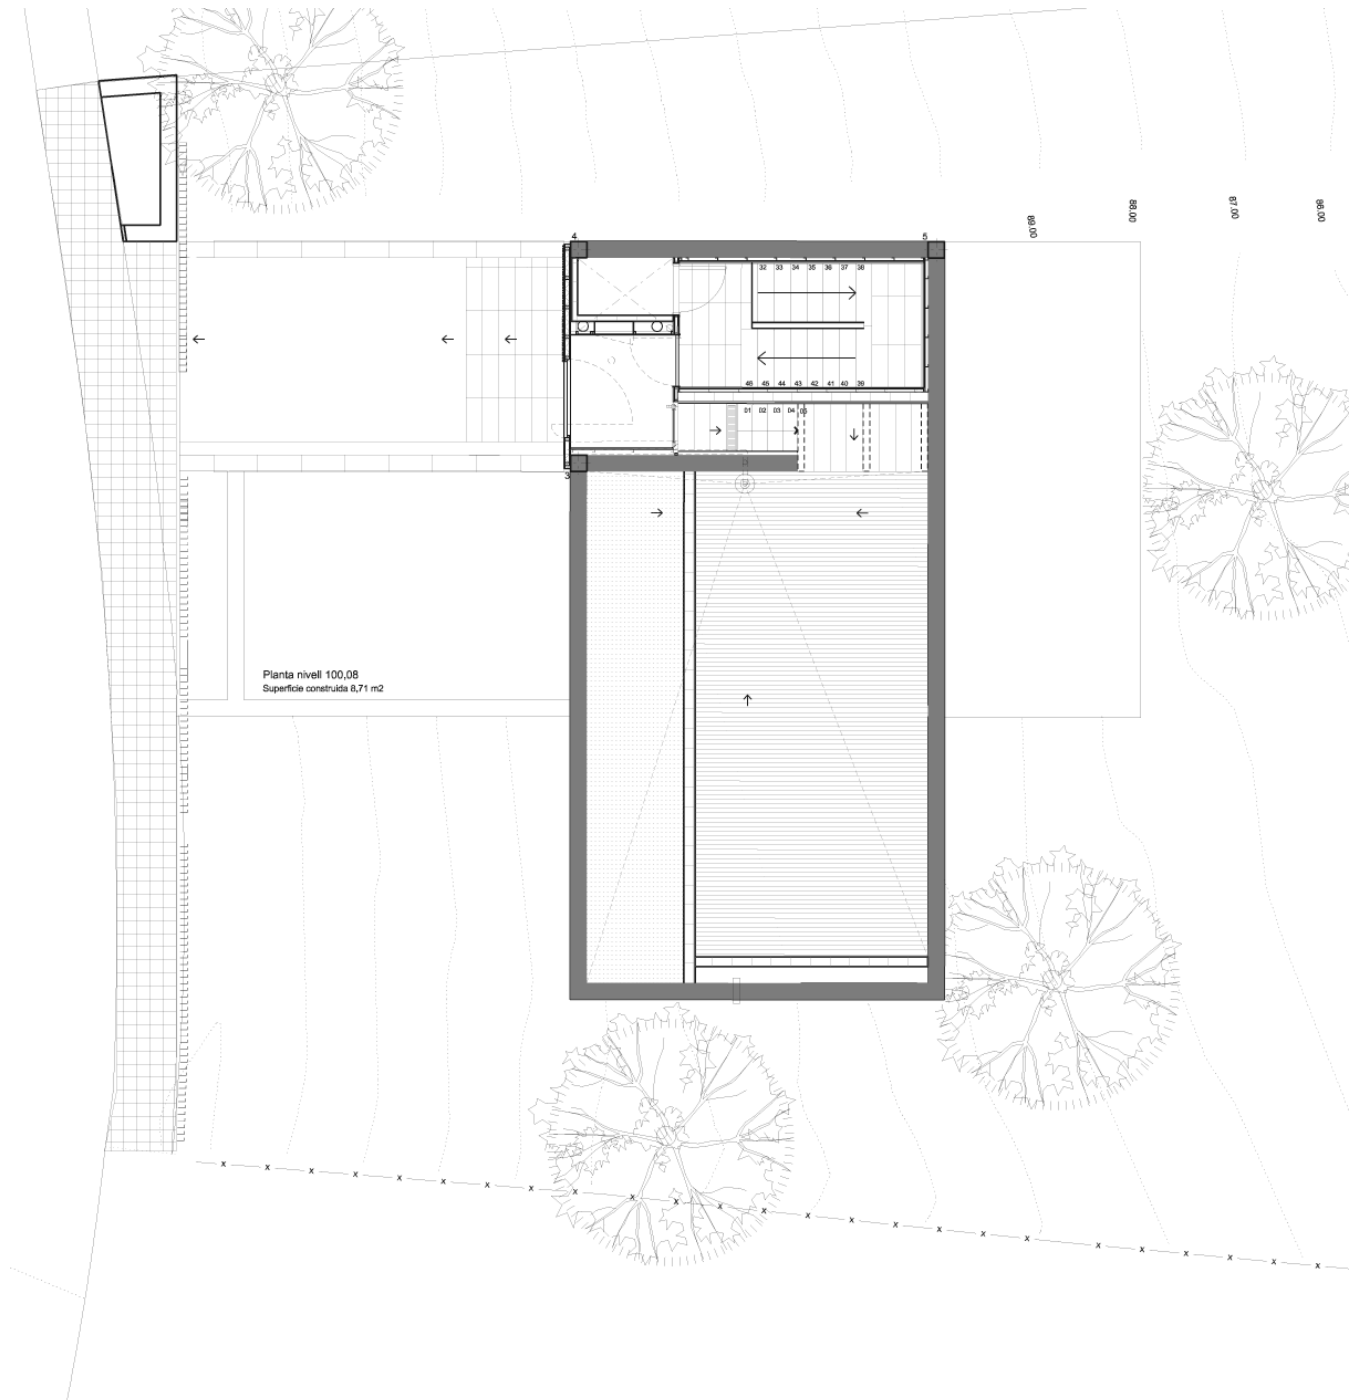 89.00
88.00
87.00
86.00
4
5
32 33 34 35 36 37 38
46 45 44 43 42 41 40 39
01 02 03 04 05
3
Planta nivell 100,08
Superfície construida 8,71 m2
x x x x x x x x x x x x x x x x x x x x x x x x x